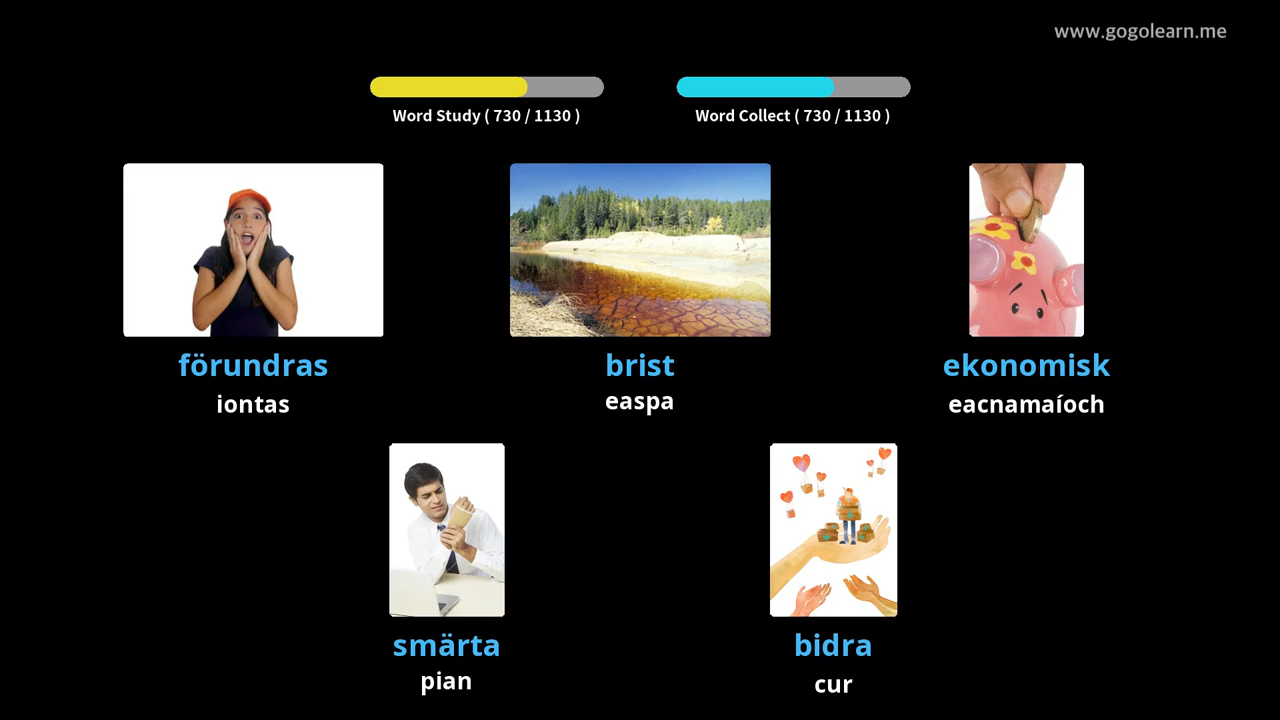 www.gogolearn.me
Word Study ( 730 / 1130 )
Word Collect ( 730 / 1130 )
förundras
iontas
brist
easpa
ekonomisk
eacnamaíoch
smärta
pian
bidra
cur